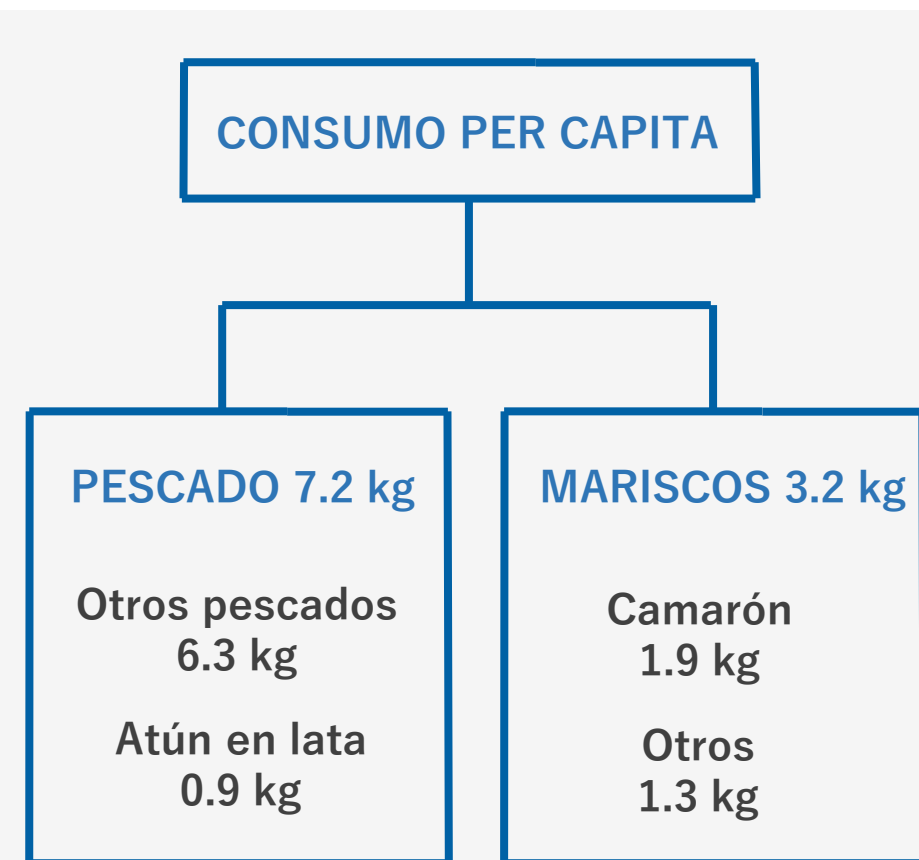 CONSUMO PER CAPITA
PESCADO 7.2 kg
Otros pescados
6.3 kg
Atún en lata
0.9 kg
MARISCOS 3.2 kg
Camarón
1.9 kg
Otros
1.3 kg